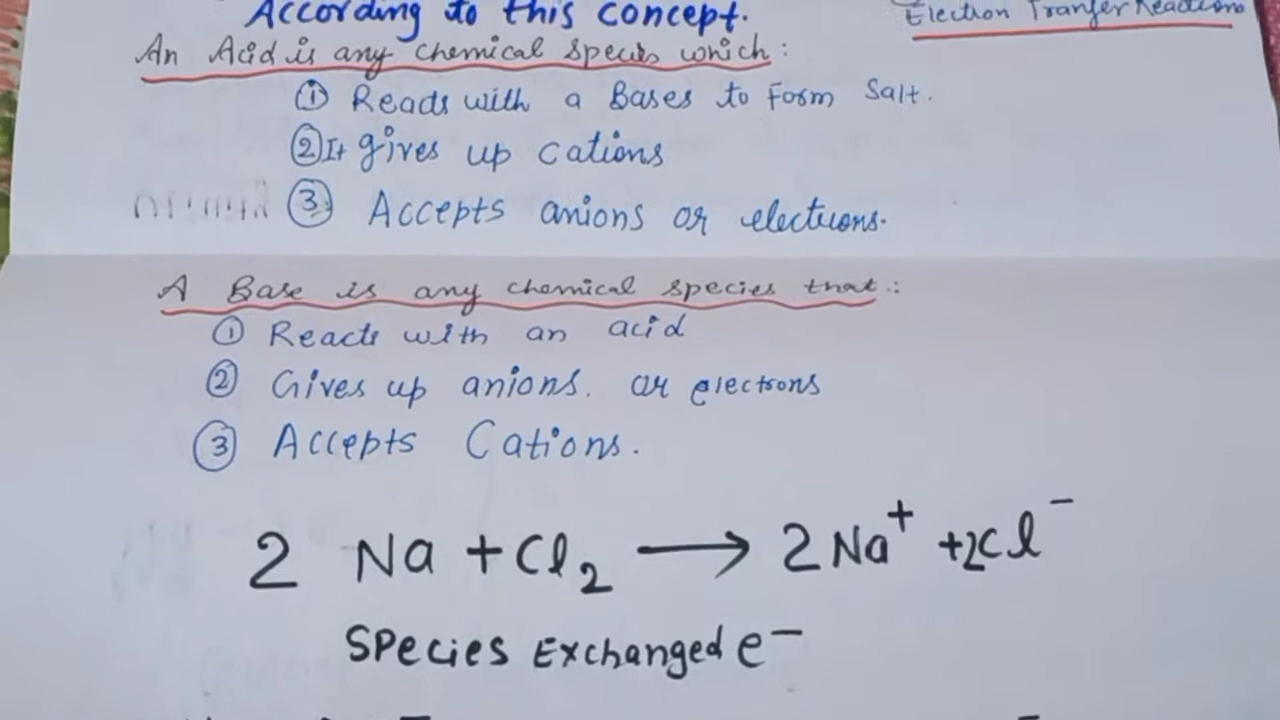 According to this concept.
Election Tranfer Reactions
An Acid is any chemical species which :
① Reacts with a Bases to Form Salt.
② It gives up cations
③ Accepts anions or electrons.
A Base is any chemical species that :
① Reacts with an acid
② Gives up anions. or electrons
③ Accepts Cations.
2 Na + Cl₂ → 2Na⁺ + 2Cl⁻
Species Exchanged e⁻